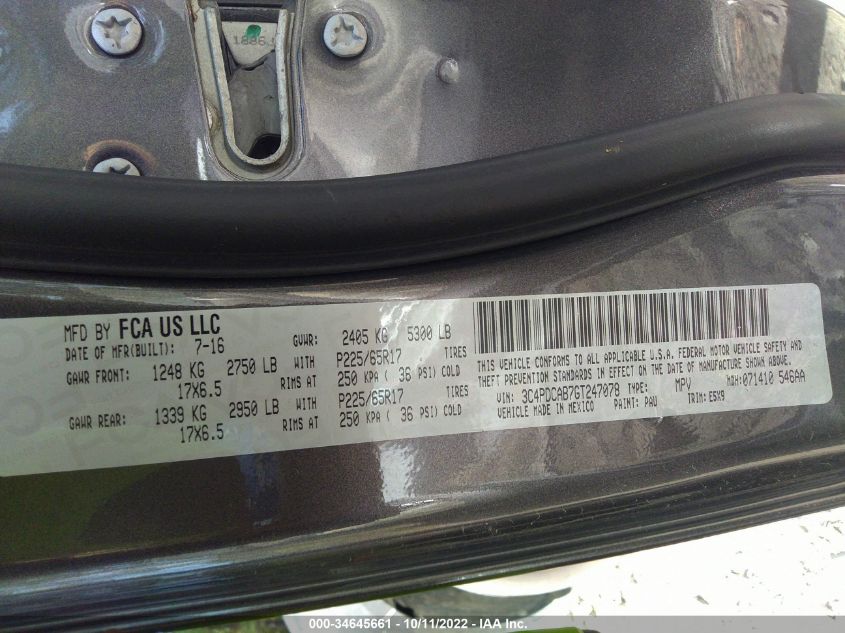 1886
MFD BY FCA US LLC
DATE OF MFR(BUILT): 7-16
GVWR: 2405 KG 5300 LB
GAWR FRONT: 1248 KG 2750 LB WITH P225/65R17 TIRES
17X6.5 RIMS AT 250 KPA ( 36 PSI) COLD
GAWR REAR: 1339 KG 2950 LB WITH P225/65R17 TIRES
17X6.5 RIMS AT 250 KPA ( 36 PSI) COLD
THIS VEHICLE CONFORMS TO ALL APPLICABLE U.S.A. FEDERAL MOTOR VEHICLE SAFETY AND
THEFT PREVENTION STANDARDS IN EFFECT ON THE DATE OF MANUFACTURE SHOWN ABOVE.
VIN: 3C4PDCAB7GT247078 TYPE: MPV MDH: 071410 546AA
MADE IN MEXICO PAINT: PAU TRIM: E5X9
000-34645661 - 10/11/2022 - IAA Inc.